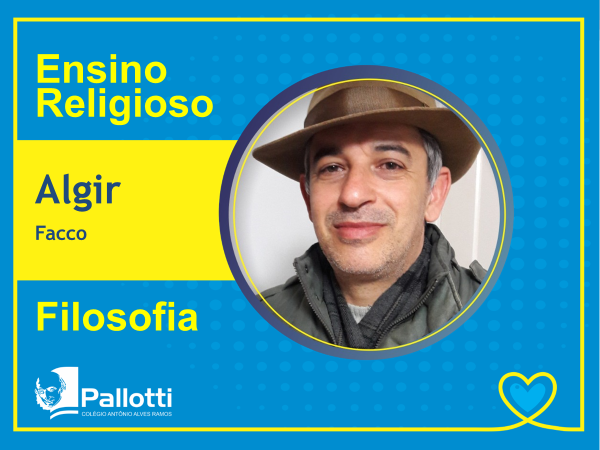 Ensino
Religioso
Algir
Facco
Filosofia
Pallotti
COLÉGIO ANTÔNIO ALVES RAMOS